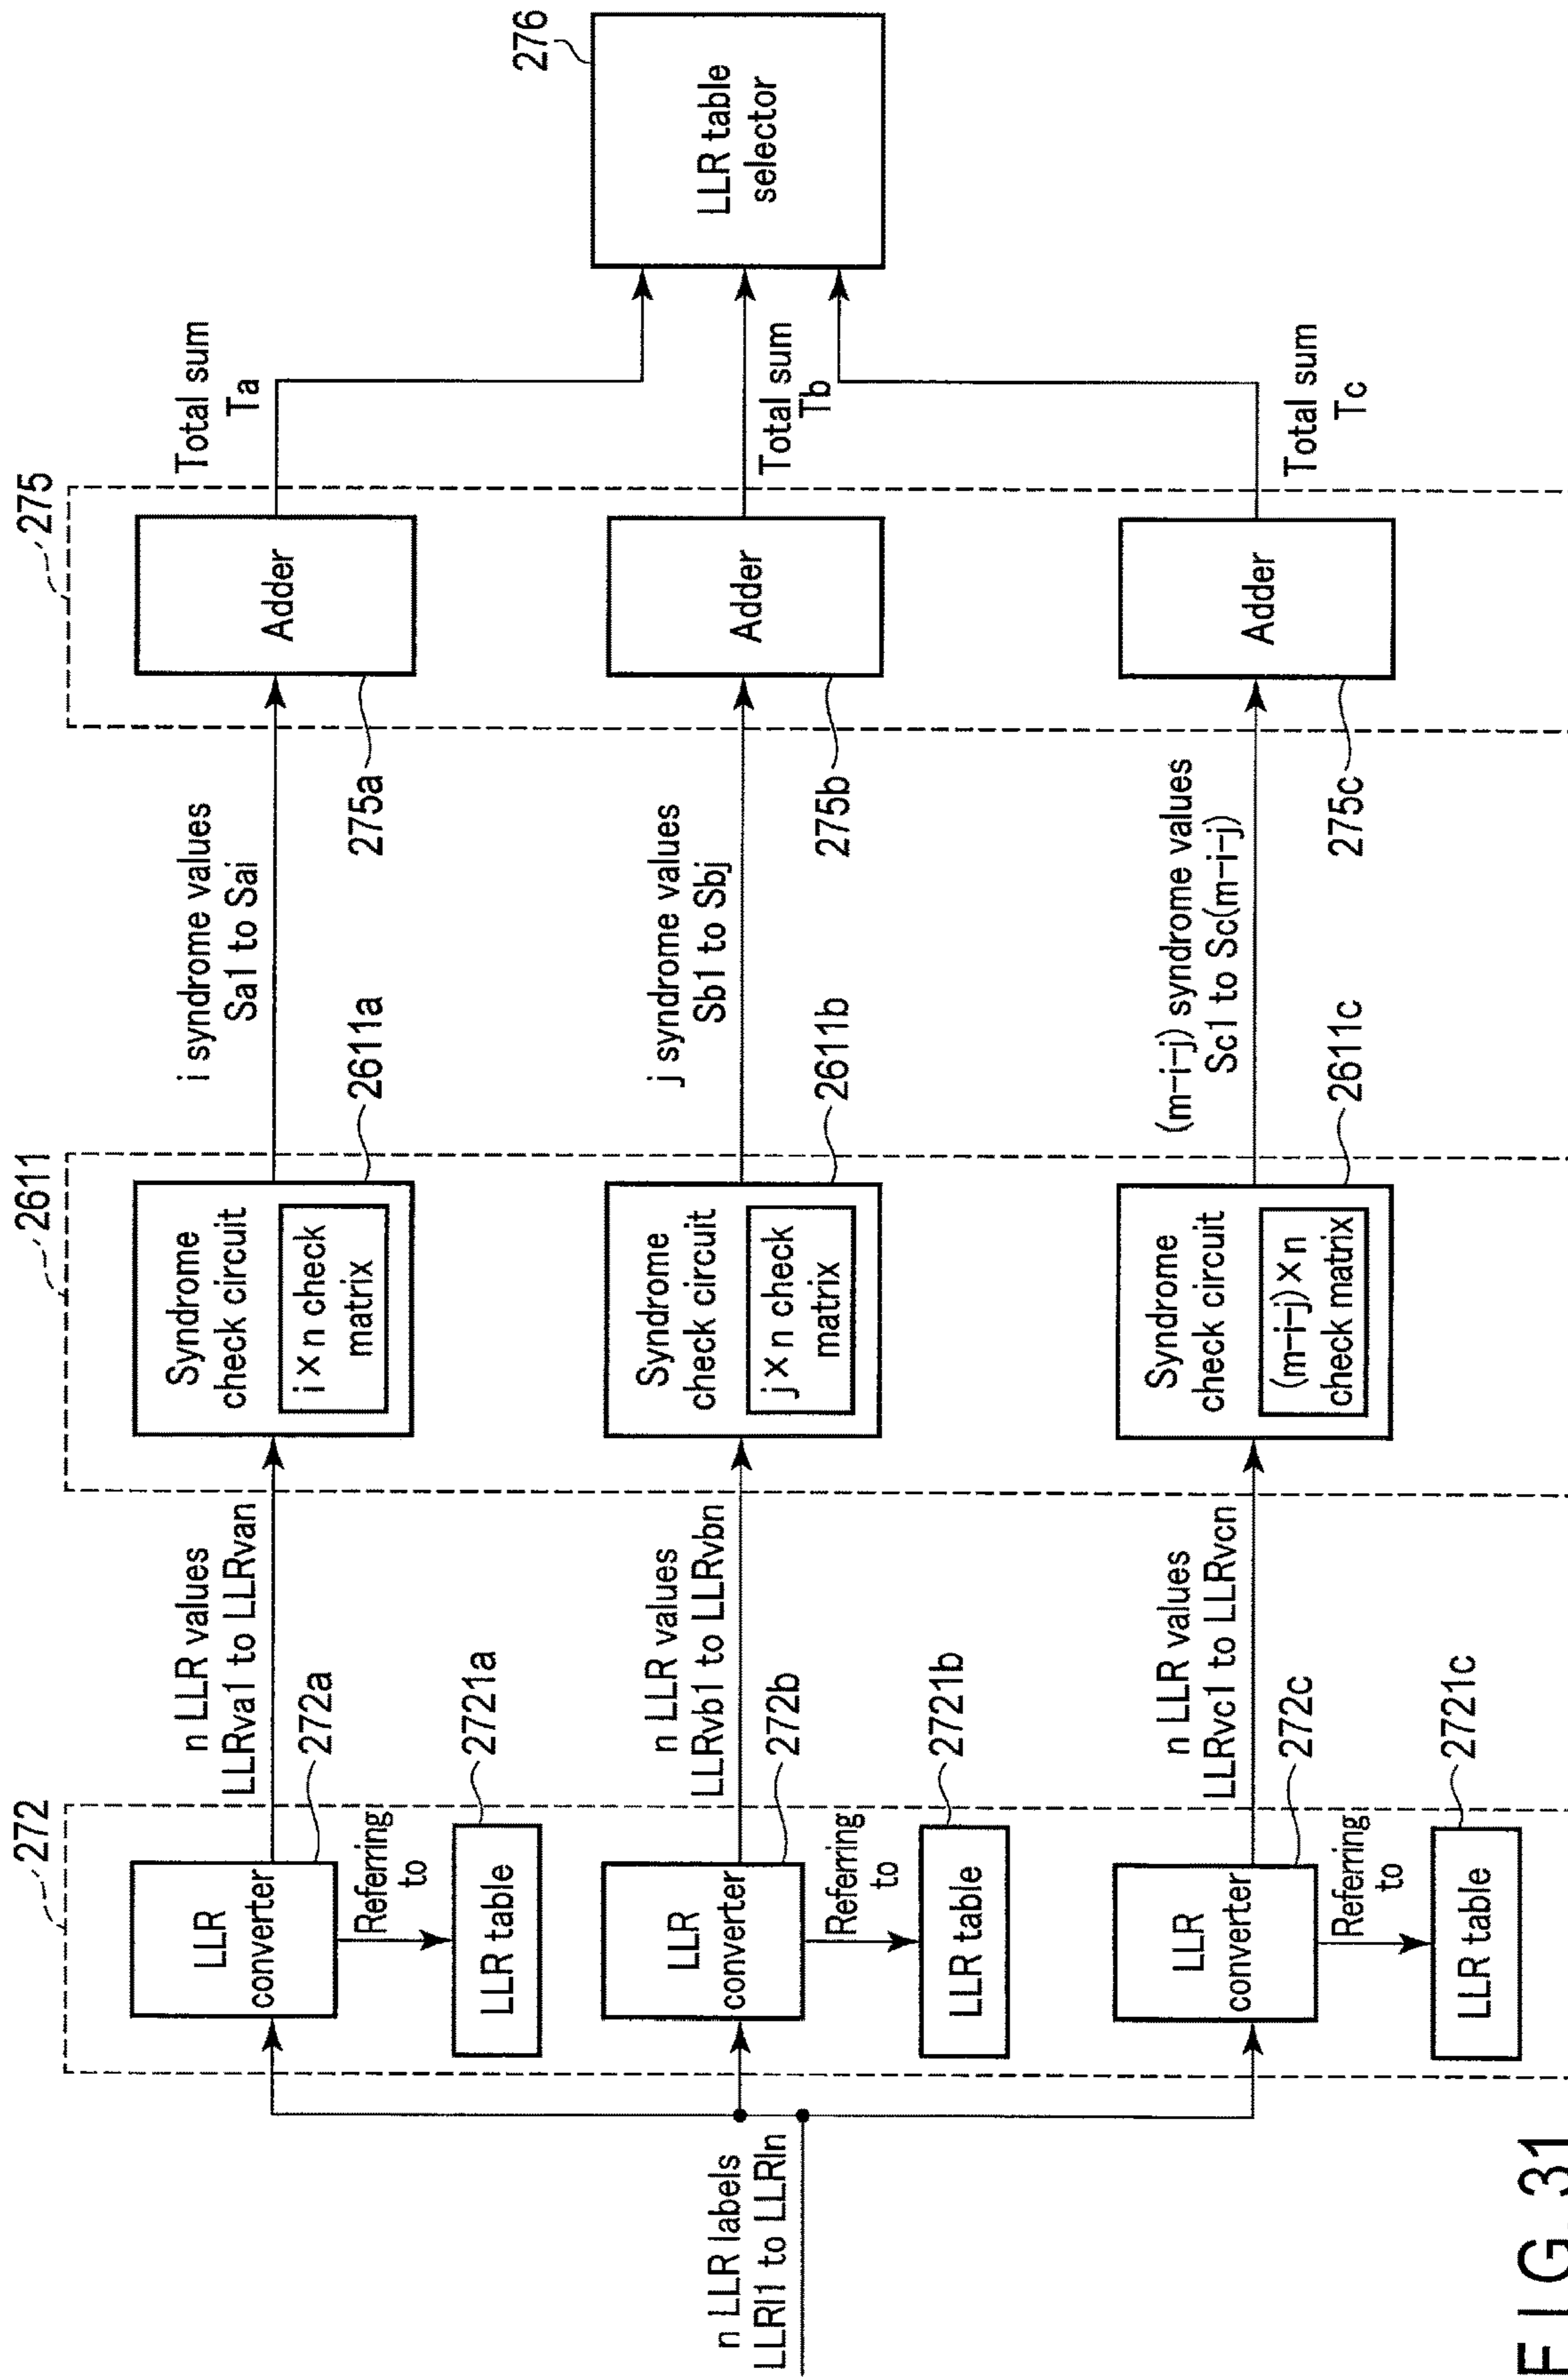 n LLR labels
LLRl1 to LLRln
272
LLR
converter
272a
Referring
to
LLR table
2721a
n LLR values
LLRva1 to LLRvan
LLR
converter
272b
Referring
to
LLR table
2721b
n LLR values
LLRvb1 to LLRvbn
LLR
converter
272c
Referring
to
LLR table
2721c
n LLR values
LLRvc1 to LLRvcn
2611
Syndrome
check circuit
i×n check
matrix
2611a
i syndrome values
Sa1 to Sai
Syndrome
check circuit
j×n check
matrix
2611b
j syndrome values
Sb1 to Sbj
Syndrome
check circuit
(m-i-j)×n
check matrix
2611c
(m-i-j) syndrome values
Sc1 to Sc(m-i-j)
275
Adder
275a
Total sum
Ta
Adder
275b
Total sum
Tb
Adder
275c
Total sum
Tc
276
LLR table
selector
F I G. 31